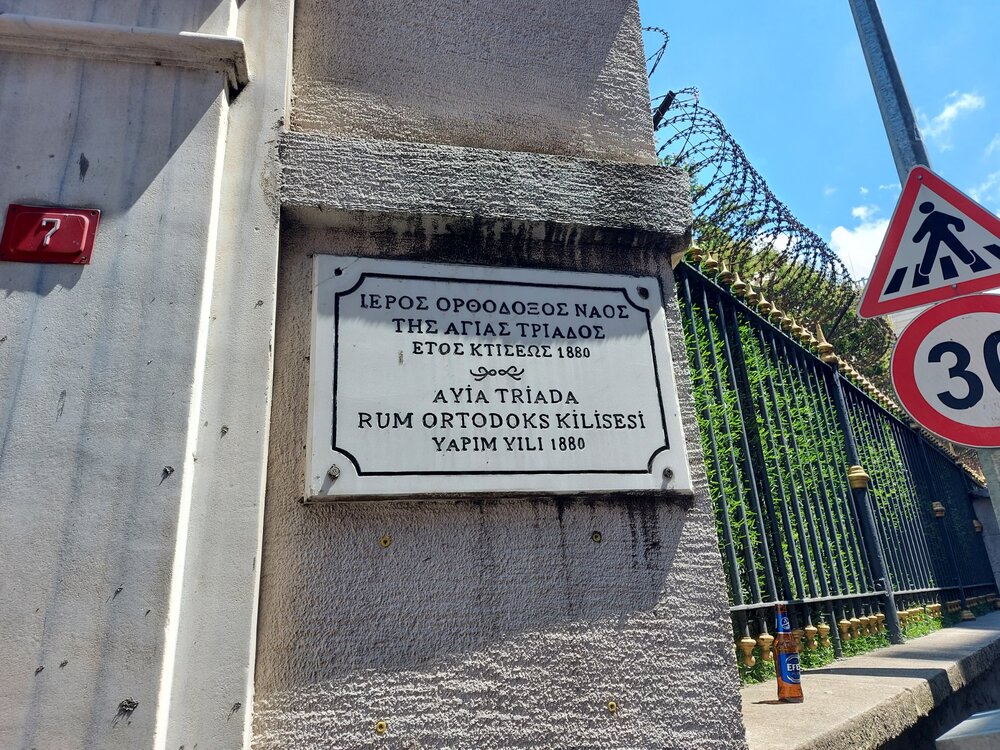 7
ΙΕΡΟΣ ΟΡΘΟΔΟΞΟΣ ΝΑΟΣ
ΤΗΣ ΑΓΙΑΣ ΤΡΙΑΔΟΣ
ΕΤΟΣ ΚΤΙΣΕΩΣ 1880
AYİA TRİADA
RUM ORTODOKS KİLİSESİ
YAPIM YILI 1880
30
EFE